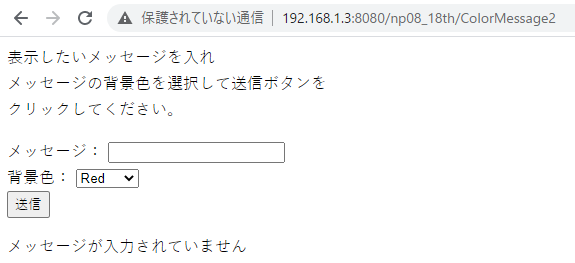 保護されていない通信 | 192.168.1.3:8080/np08_18th/ColorMessage2
表示したいメッセージを入れ
メッセージの背景色を選択して送信ボタンを
クリックしてください。
メッセージ：
背景色： Red
送信
メッセージが入力されていません